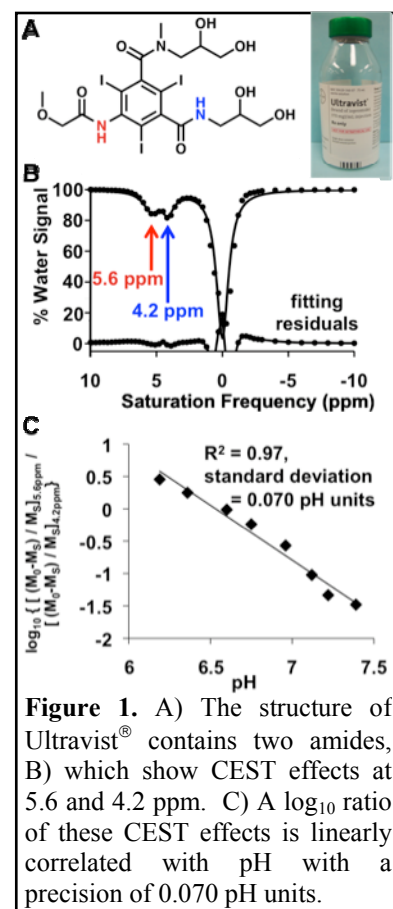 A
OH
N
O
OH
I
I
OH
O
H
N
OH
O
N
H
I
O
Ultravist®
B
% Water Signal
100
80
60
40
20
0
5.6 ppm
4.2 ppm
fitting
residuals
10
5
0
-5
-10
Saturation Frequency (ppm)
C
log10 { [ (M0-MS) / MS]5.6ppm /
[ (M0-MS) / MS]4.2ppm}
1
0.5
0
-0.5
-1
-1.5
-2
R² = 0.97,
standard deviation
= 0.070 pH units
6
6.5
7
7.5
pH
Figure 1. A) The structure of
Ultravist® contains two amides,
B) which show CEST effects at
5.6 and 4.2 ppm. C) A log10 ratio
of these CEST effects is linearly
correlated with pH with a
precision of 0.070 pH units.